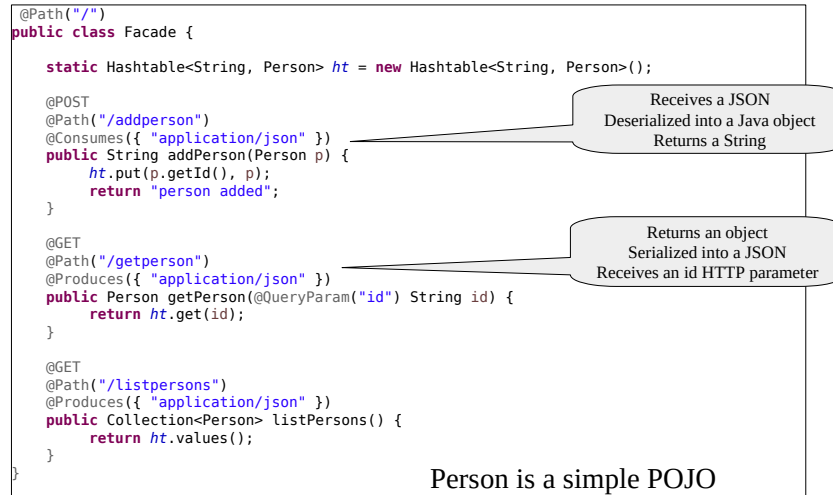 @Path("/")
public class Facade {
static Hashtable<String, Person> ht = new Hashtable<String, Person>();
@POST
@Path("/addperson")
@Consumes({ "application/json" })
public String addPerson(Person p) {
ht.put(p.getId(), p);
return "person added";
}
Receives a JSON
Deserialized into a Java object
Returns a String
@GET
@Path("/getperson")
@Produces({ "application/json" })
public Person getPerson(@QueryParam("id") String id) {
return ht.get(id);
}
Returns an object
Serialized into a JSON
Receives an id HTTP parameter
@GET
@Path("/listpersons")
@Produces({ "application/json" })
public Collection<Person> listPersons() {
return ht.values();
}
}
Person is a simple POJO